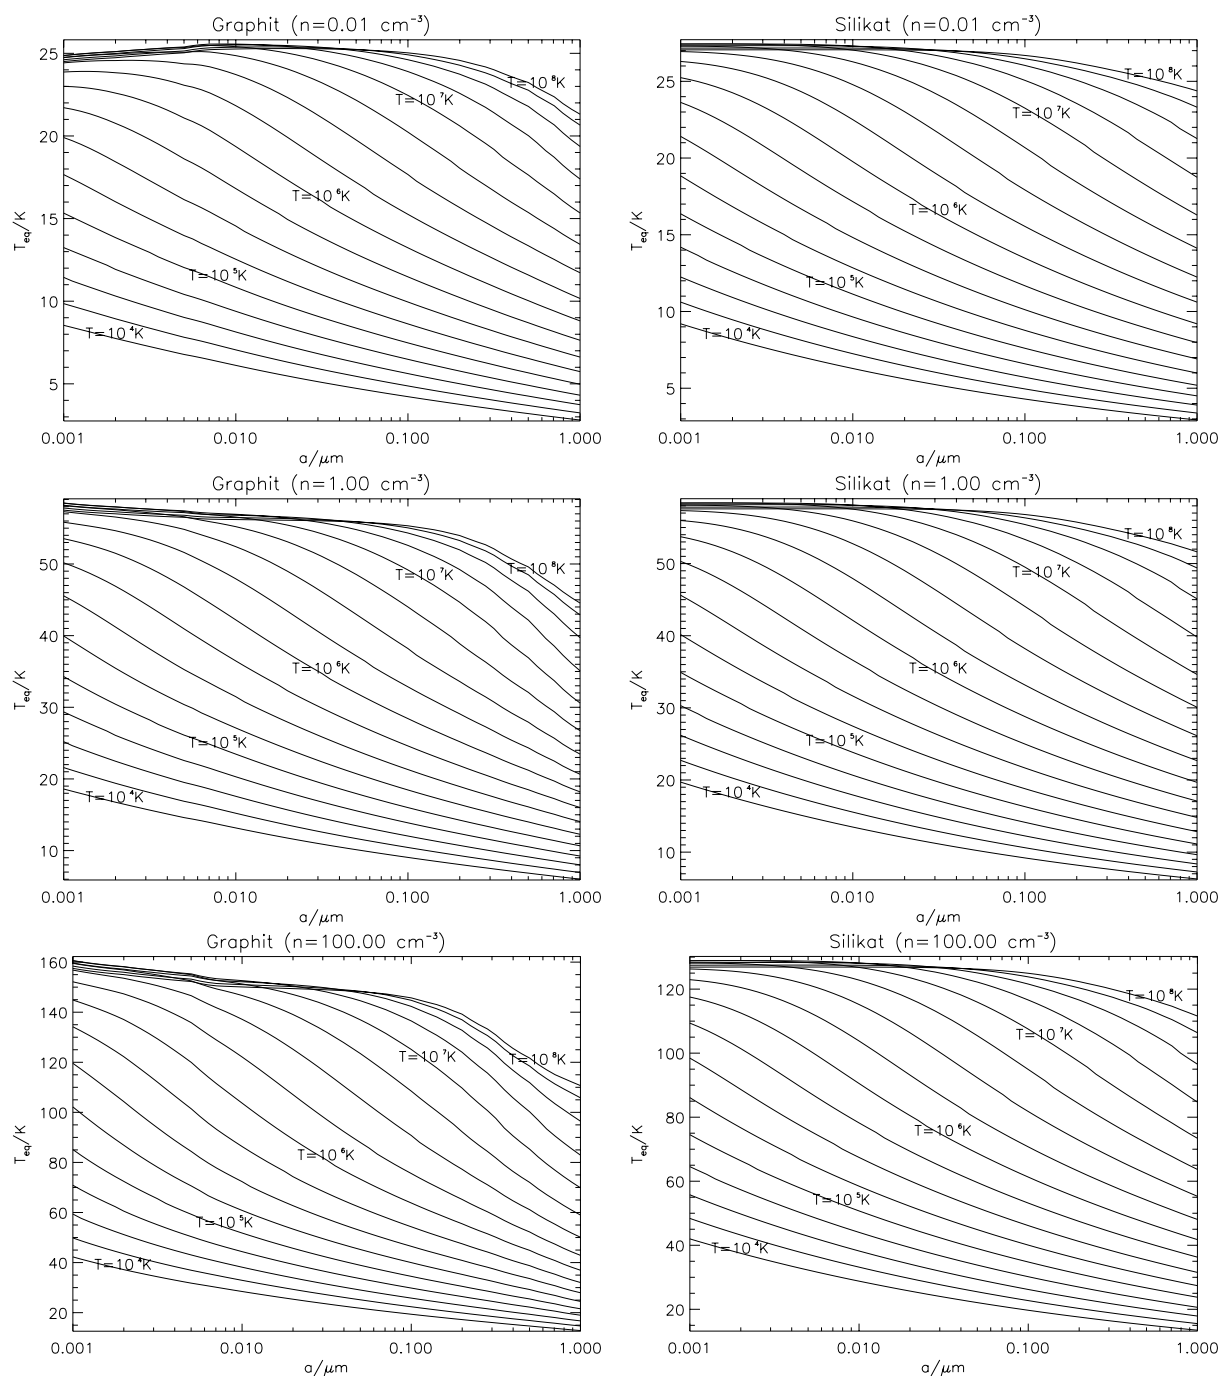 Graphit (n=0.01 cm⁻³)
Silikat (n=0.01 cm⁻³)
25
20
15
10
5
T=10⁸K
T=10⁷K
T=10⁶K
T=10⁵K
T=10⁴K
T_eq/K
0.001 0.010 0.100 1.000
a/μm
25
20
15
10
5
T=10⁸K
T=10⁷K
T=10⁶K
T=10⁵K
T=10⁴K
T_eq/K
0.001 0.010 0.100 1.000
a/μm
Graphit (n=1.00 cm⁻³)
Silikat (n=1.00 cm⁻³)
50
40
30
20
10
T=10⁷K
T=10⁸K
T=10⁶K
T=10⁵K
T=10⁴K
T_eq/K
0.001 0.010 0.100 1.000
a/μm
50
40
30
20
10
T=10⁸K
T=10⁷K
T=10⁶K
T=10⁵K
T=10⁴K
T_eq/K
0.001 0.010 0.100 1.000
a/μm
Graphit (n=100.00 cm⁻³)
Silikat (n=100.00 cm⁻³)
160
140
120
100
80
60
40
20
T=10⁷K
T=10⁸K
T=10⁶K
T=10⁵K
T=10⁴K
T_eq/K
0.001 0.010 0.100 1.000
a/μm
120
100
80
60
40
20
T=10⁸K
T=10⁷K
T=10⁶K
T=10⁵K
T=10⁴K
T_eq/K
0.001 0.010 0.100 1.000
a/μm